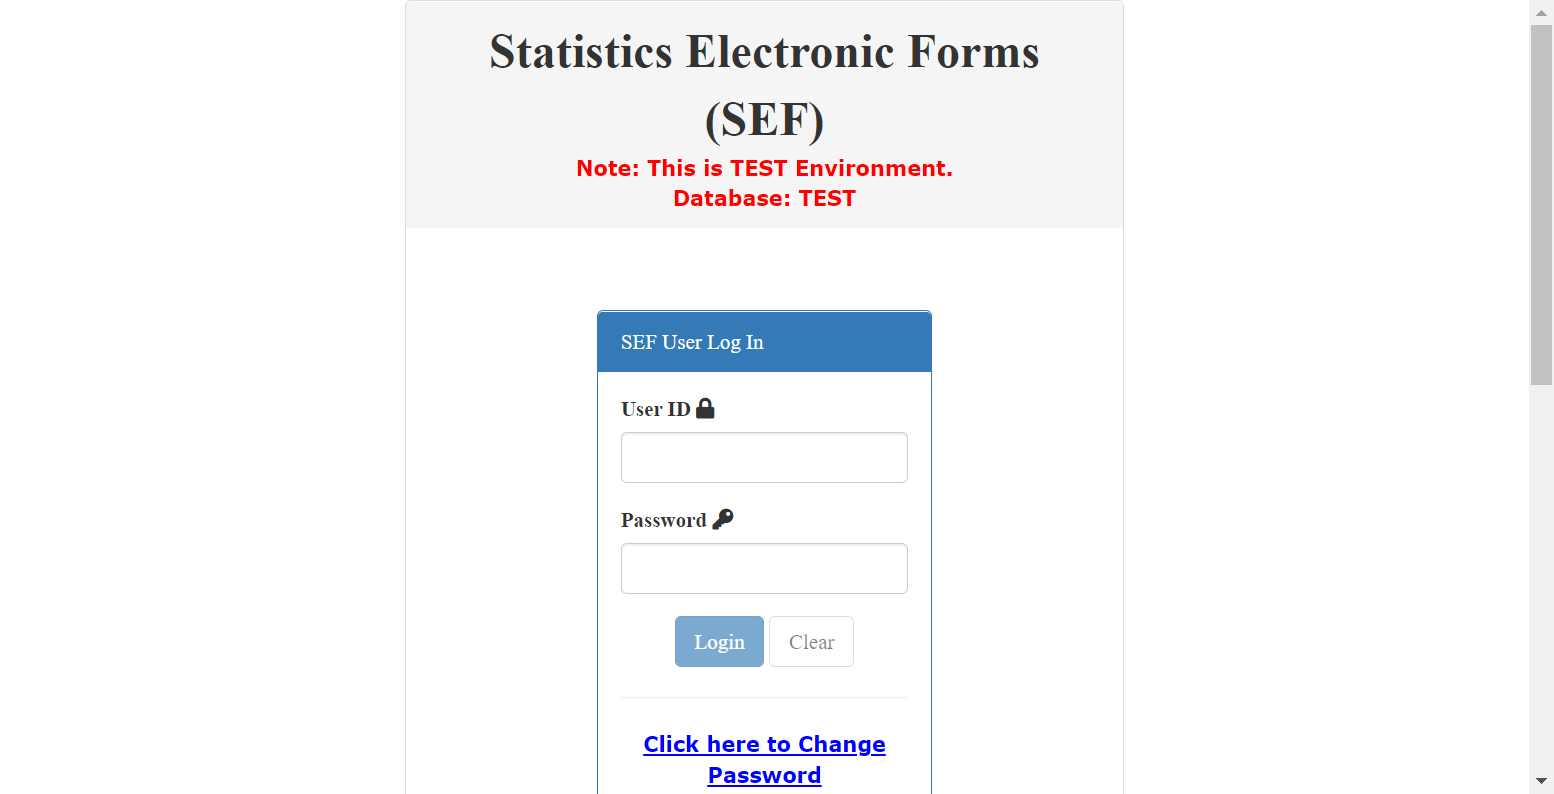 Statistics Electronic Forms
(SEF)
Note: This is TEST Environment.
Database: TEST
SEF User Log In
User ID
Password
Login Clear
Click here to Change
Password